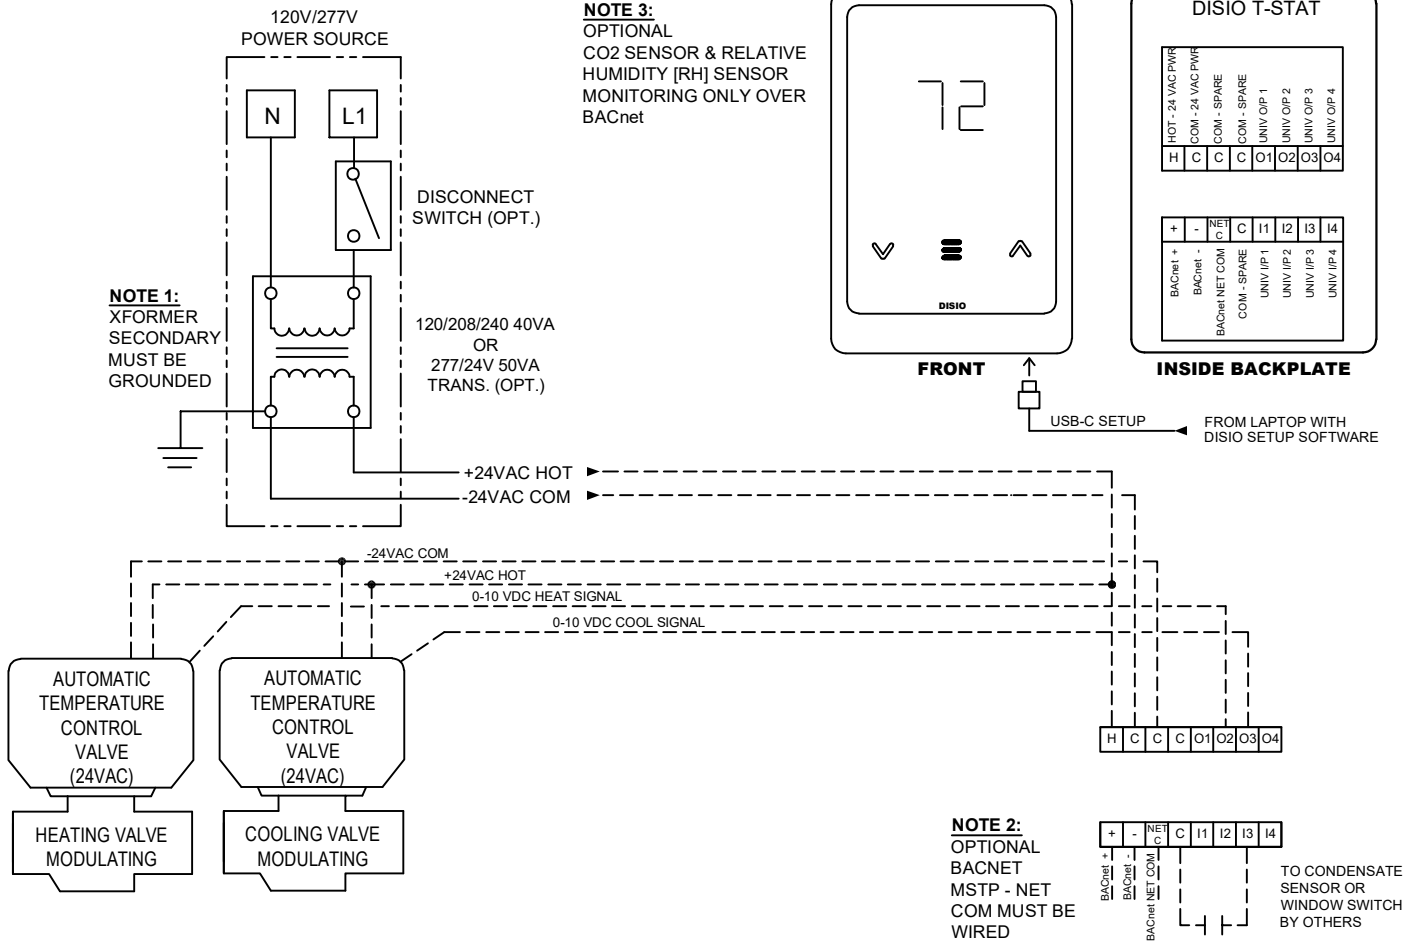 120V/277V
POWER SOURCE
N
L1
DISCONNECT
SWITCH (OPT.)
NOTE 1:
XFORMER
SECONDARY
MUST BE
GROUNDED
120/208/240 40VA
OR
277/24V 50VA
TRANS. (OPT.)
+24VAC HOT
-24VAC COM
NOTE 3:
OPTIONAL
CO2 SENSOR & RELATIVE
HUMIDITY [RH] SENSOR
MONITORING ONLY OVER
BACnet
72
DISIO
FRONT
USB-C SETUP
FROM LAPTOP WITH
DISIO SETUP SOFTWARE
DISIO T-STAT
HOT - 24 VAC PWR
COM - 24 VAC PWR
COM - SPARE
COM - SPARE
UNIV O/P 1
UNIV O/P 2
UNIV O/P 3
UNIV O/P 4
H C C C O1 O2 O3 O4
+ - NET C C I1 I2 I3 I4
BACnet +
BACnet -
BACnet NET COM
COM - SPARE
UNIV I/P 1
UNIV I/P 2
UNIV I/P 3
UNIV I/P 4
INSIDE BACKPLATE
-24VAC COM
+24VAC HOT
0-10 VDC HEAT SIGNAL
0-10 VDC COOL SIGNAL
AUTOMATIC
TEMPERATURE
CONTROL
VALVE
(24VAC)
HEATING VALVE
MODULATING
AUTOMATIC
TEMPERATURE
CONTROL
VALVE
(24VAC)
COOLING VALVE
MODULATING
H C C C O1 O2 O3 O4
NOTE 2:
OPTIONAL
BACNET
MSTP - NET
COM MUST BE
WIRED
+ - NET C C I1 I2 I3 I4
BACnet +
BACnet -
BACnet NET COM
TO CONDENSATE
SENSOR OR
WINDOW SWITCH
BY OTHERS